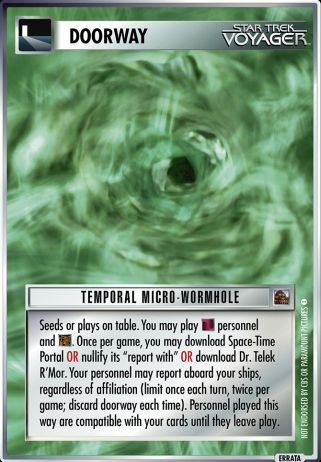 DOORWAY
STAR TREK
VOYAGER
TEMPORAL MICRO-WORMHOLE
Seeds or plays on table. You may play personnel
and . Once per game, you may download Space-Time
Portal OR nullify its "report with" OR download Dr. Telek
R'Mor. Your personnel may report aboard your ships,
regardless of affiliation (limit once each turn, twice per
game; discard doorway each time). Personnel played this
way are compatible with your cards until they leave play.
NOT ENDORSED BY CBS OR PARAMOUNT PICTURES
ERRATA